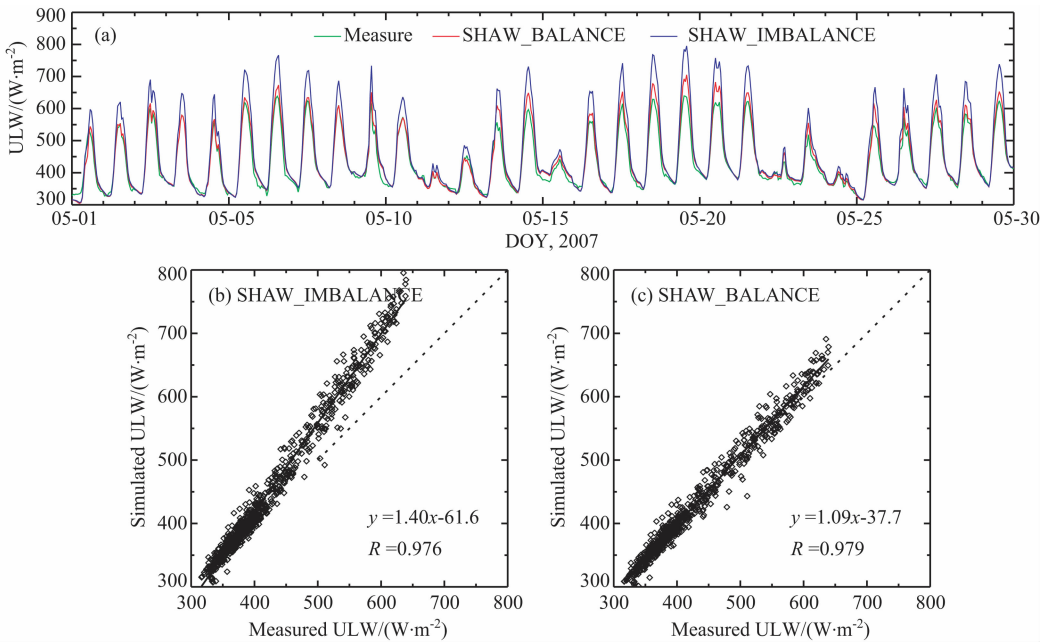 (a) Measure SHAW_BALANCE SHAW_IMBALANCE
ULW/(W·m-2)
900
800
700
600
500
400
300
05-01 05-05 05-10 05-15 05-20 05-25 05-30
DOY, 2007
(b) SHAW_IMBALANCE
Simulated ULW/(W·m-2)
800
700
600
500
400
300
y =1.40x-61.6
R =0.976
300 400 500 600 700 800
Measured ULW/(W·m-2)
(c) SHAW_BALANCE
Simulated ULW/(W·m-2)
800
700
600
500
400
300
y =1.09x-37.7
R =0.979
300 400 500 600 700 800
Measured ULW/(W·m-2)